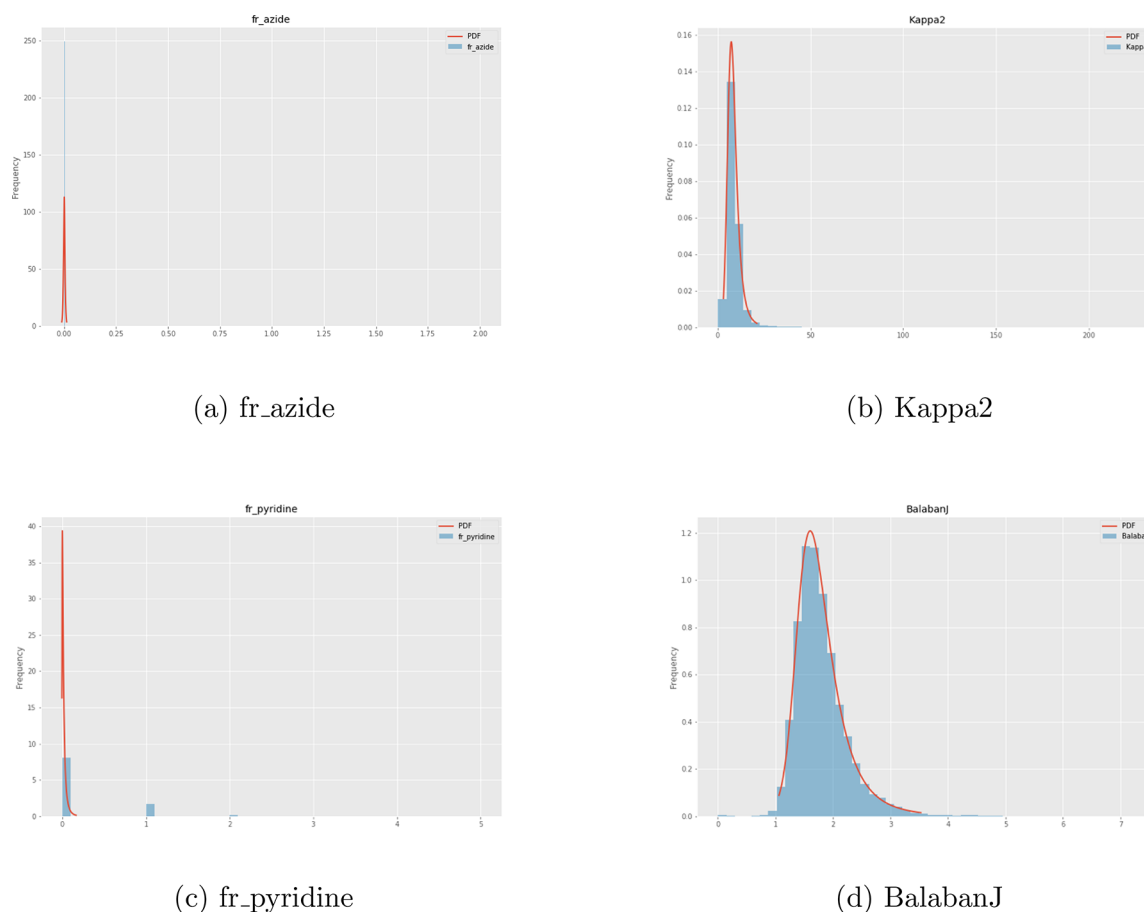 fr_azide
PDF
fr_azide
Frequency
250
200
150
100
50
0
0.00 0.25 0.50 0.75 1.00 1.25 1.50 1.75 2.00
(a) fr_azide
Kappa2
PDF
Kapp
Frequency
0.16
0.14
0.12
0.10
0.08
0.06
0.04
0.02
0.00
0 50 100 150 200
(b) Kappa2
fr_pyridine
PDF
fr_pyridine
Frequency
40
35
30
25
20
15
10
5
0
0 1 2 3 4 5
(c) fr_pyridine
BalabanJ
PDF
Balaba
Frequency
1.2
1.0
0.8
0.6
0.4
0.2
0.0
0 1 2 3 4 5 6 7
(d) BalabanJ